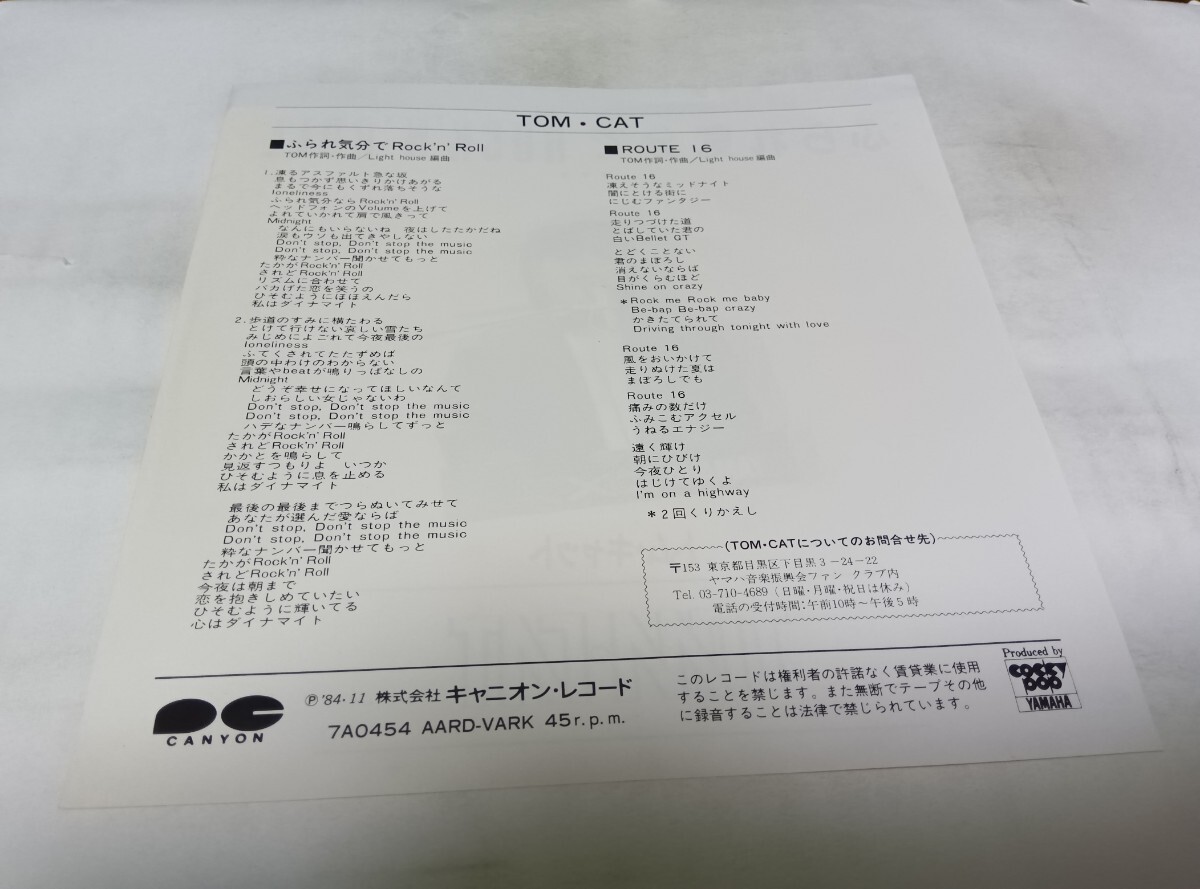 TOM・CAT
■ふられ気分でRock'n' Roll
TOM作詞・作曲/Light house 編曲
1.凍るアスファルト急な坂
息もつかず思いきりかけあがる
まるで今にもくずれ落ちそうな
loneliness
ふられ気分ならRock'n' Roll
ヘッドフォンのVolumeを上げて
よれていかれて肩で風きって
Midnight
なんにもいらないね 夜はしたたかだね
涙もウソも出てきやしない
Don't stop, Don't stop the music
Don't stop, Don't stop the music
粋なナンバー聞かせてもっと
たかがRock'n' Roll
されどRock'n' Roll
リズムに合わせて
バカげた恋を笑うの
ひそむようにほほえんだら
私はダイナマイト
2.歩道のすみに横たわる
とけて行けない哀しい雪たち
みじめによごれて今夜最後の
loneliness
ふてくされてたたずめば
頭の中わけのわからない
言葉やbeatが鳴りっぱなしの
Midnight
どうぞ幸せになってほしいなんて
しおらしい女じゃないわ
Don't stop, Don't stop the music
Don't stop, Don't stop the music
ハデなナンバー鳴らしてずっと
たかがRock'n' Roll
されどRock'n' Roll
かかとを鳴らして
見返すつもりよ いつか
ひそむように息を止める
私はダイナマイト
最後の最後までつらぬいてみせて
あなたが選んだ愛ならば
Don't stop, Don't stop the music
Don't stop, Don't stop the music
粋なナンバー聞かせてもっと
たかがRock'n' Roll
されどRock'n' Roll
今夜は朝まで
恋を抱きしめていたい
ひそむように輝いてる
心はダイナマイト
■ROUTE 16
TOM作詞・作曲/Light house 編曲
Route 16
凍えそうなミッドナイト
闇にとける街に
にじむファンタジー
Route 16
走りつづけた道
とばしていた君の
白いBellet GT
とどくことない
君のまぼろし
消えないならば
目がくらむほど
Shine on crazy
*Rock me Rock me baby
Be-bap Be-bap crazy
かきたてられて
Driving through tonight with love
Route 16
風をおいかけて
走りぬけた夏は
まぼろしでも
Route 16
痛みの数だけ
ふみこむアクセル
うねるエナジー
遠く輝け
朝にひびけ
今夜ひとり
はじけてゆくよ
I'm on a highway
*2回くりかえし
(TOM・CATについてのお問合せ先)
〒153 東京都目黒区下目黒3-24-22
ヤマハ音楽振興会ファン クラブ内
Tel. 03-710-4689(日曜・月曜・祝日は休み)
電話の受付時間:午前10時〜午後5時
CANYON
Ⓟ'84・11 株式会社 キャニオン・レコード
7A0454 AARD-VARK 45r.p.m.
このレコードは権利者の許諾なく賃貸業に使用
することを禁じます。また無断でテープその他
に録音することは法律で禁じられています。
Produced by
cocky
pop
YAMAHA